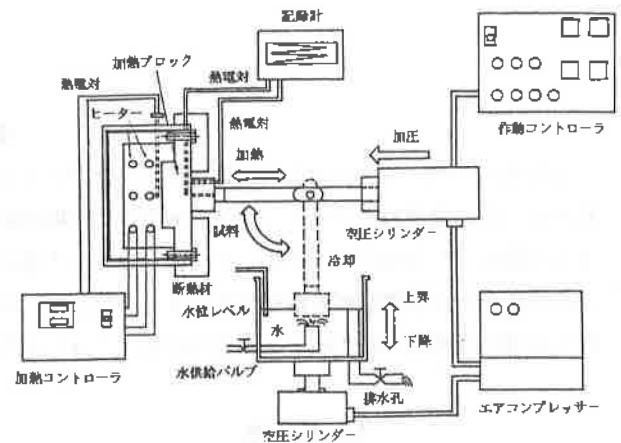 記録計
加熱ブロック
熱電対
熱電対
熱電対
ヒーター
加熱
加圧
作動コントローラ
試料
空圧シリンダー
冷却
断熱材
水位レベル
水
上昇
下降
水供給バルブ
加熱コントローラ
排水孔
エアコンプレッサー
空圧シリンダー